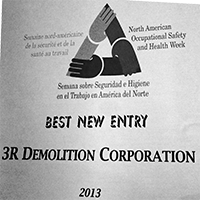 Semaine nord-américaine
de la sécurité et de la
santé au travail
North American
Occupational Safety
and Health Week
Semana sobre Seguridad e Higiene
en el Trabajo en América del Norte
BEST NEW ENTRY
3R DEMOLITION CORPORATION
2013